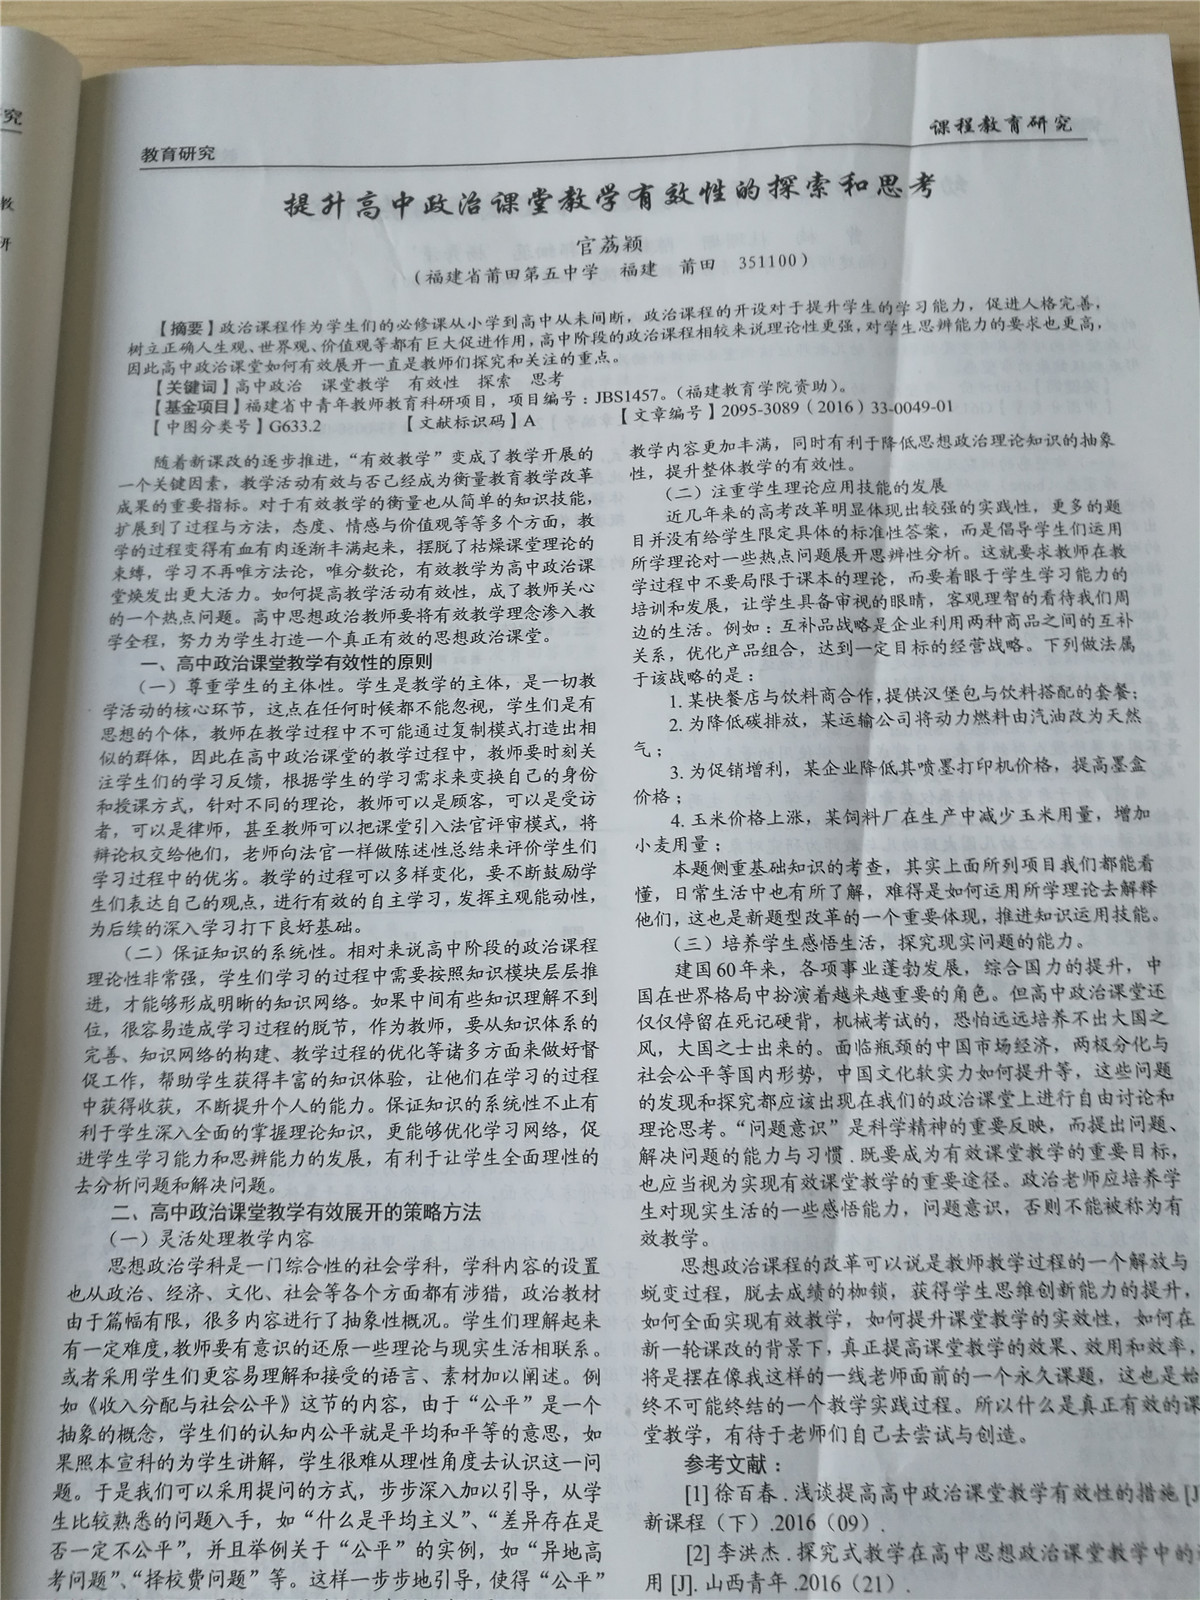 究
教
研
教育研究
课程教育研究
提升高中政治课堂教学有效性的探索和思考
官荔颖
（福建省莆田第五中学　福建　莆田　351100）
【摘要】政治课程作为学生们的必修课从小学到高中从未间断，政治课程的开设对于提升学生的学习能力，促进人格完善，
树立正确人生观、世界观、价值观等都有巨大促进作用，高中阶段的政治课程相较来说理论性更强，对学生思辨能力的要求也更高，
因此高中政治课堂如何有效展开一直是教师们探究和关注的重点。
【关键词】高中政治　课堂教学　有效性　探索　思考
【基金项目】福建省中青年教师教育科研项目，项目编号：JBS1457。（福建教育学院资助）。
【中图分类号】G633.2　【文献标识码】A　【文章编号】2095-3089（2016）33-0049-01
随着新课改的逐步推进，“有效教学”变成了教学开展的
一个关键因素，教学活动有效与否已经成为衡量教育教学改革
成果的重要指标。对于有效教学的衡量也从简单的知识技能，
扩展到了过程与方法，态度、情感与价值观等等多个方面，教
学的过程变得有血有肉逐渐丰满起来，摆脱了枯燥课堂理论的
束缚，学习不再唯方法论，唯分数论，有效教学为高中政治课
堂焕发出更大活力。如何提高教学活动有效性，成了教师关心
的一个热点问题。高中思想政治教师要将有效教学理念渗入教
学全程，努力为学生打造一个真正有效的思想政治课堂。
一、高中政治课堂教学有效性的原则
（一）尊重学生的主体性。学生是教学的主体，是一切教
学活动的核心环节，这点在任何时候都不能忽视，学生们是有
思想的个体，教师在教学过程中不可能通过复制模式打造出相
似的群体，因此在高中政治课堂的教学过程中，教师要时刻关
注学生们的学习反馈，根据学生的学习需求来变换自己的身份
和授课方式，针对不同的理论，教师可以是顾客，可以是受访
者，可以是律师，甚至教师可以把课堂引入法官评审模式，将
辩论权交给他们，老师向法官一样做陈述性总结来评价学生们
学习过程中的优劣。教学的过程可以多样变化，要不断鼓励学
生们表达自己的观点，进行有效的自主学习，发挥主观能动性，
为后续的深入学习打下良好基础。
（二）保证知识的系统性。相对来说高中阶段的政治课程
理论性非常强，学生们学习的过程中需要按照知识模块层层推
进，才能够形成明晰的知识网络。如果中间有些知识理解不到
位，很容易造成学习过程的脱节，作为教师，要从知识体系的
完善、知识网络的构建、教学过程的优化等诸多方面来做好督
促工作，帮助学生获得丰富的知识体验，让他们在学习的过程
中获得收获，不断提升个人的能力。保证知识的系统性不止有
利于学生深入全面的掌握理论知识，更能够优化学习网络，促
进学生学习能力和思辨能力的发展，有利于让学生全面理性的
去分析问题和解决问题。
二、高中政治课堂教学有效展开的策略方法
（一）灵活处理教学内容
思想政治学科是一门综合性的社会学科，学科内容的设置
也从政治、经济、文化、社会等各个方面都有涉猎，政治教材
由于篇幅有限，很多内容进行了抽象性概况。学生们理解起来
有一定难度，教师要有意识的还原一些理论与现实生活相联系。
或者采用学生们更容易理解和接受的语言、素材加以阐述。例
如《收入分配与社会公平》这节的内容，由于“公平”是一个
抽象的概念，学生们的认知内公平就是平均和平等的意思，如
果照本宣科的为学生讲解，学生很难从理性角度去认识这一问
题。于是我们可以采用提问的方式，步步深入加以引导，从学
生比较熟悉的问题入手，如“什么是平均主义”、“差异存在是
否一定不公平”，并且举例关于“公平”的实例，如“异地高
考问题”、“择校费问题”等。这样一步步地引导，使得“公平”
教学内容更加丰满，同时有利于降低思想政治理论知识的抽象
性，提升整体教学的有效性。
（二）注重学生理论应用技能的发展
近几年来的高考改革明显体现出较强的实践性，更多的题
目并没有给学生限定具体的标准性答案，而是倡导学生们运用
所学理论对一些热点问题展开思辨性分析。这就要求教师在教
学过程中不要局限于课本的理论，而要着眼于学生学习能力的
培训和发展，让学生具备审视的眼睛，客观理智的看待我们周
边的生活。例如：互补品战略是企业利用两种商品之间的互补
关系，优化产品组合，达到一定目标的经营战略。下列做法属
于该战略的是：
1. 某快餐店与饮料商合作，提供汉堡包与饮料搭配的套餐；
2. 为降低碳排放，某运输公司将动力燃料由汽油改为天然
气；
3. 为促销增利，某企业降低其喷墨打印机价格，提高墨盒
价格；
4. 玉米价格上涨，某饲料厂在生产中减少玉米用量，增加
小麦用量；
本题侧重基础知识的考查，其实上面所列项目我们都能看
懂，日常生活中也有所了解，难得是如何运用所学理论去解释
他们，这也是新题型改革的一个重要体现，推进知识运用技能。
（三）培养学生感悟生活，探究现实问题的能力。
建国60年来，各项事业蓬勃发展，综合国力的提升，中
国在世界格局中扮演着越来越重要的角色。但高中政治课堂还
仅仅停留在死记硬背，机械考试的，恐怕远远培养不出大国之
风，大国之士出来的。面临瓶颈的中国市场经济，两极分化与
社会公平等国内形势，中国文化软实力如何提升等，这些问题
的发现和探究都应该出现在我们的政治课堂上进行自由讨论和
理论思考。“问题意识”是科学精神的重要反映，而提出问题、
解决问题的能力与习惯．既要成为有效课堂教学的重要目标，
也应当视为实现有效课堂教学的重要途径。政治老师应培养学
生对现实生活的一些感悟能力，问题意识，否则不能被称为有
效教学。
思想政治课程的改革可以说是教师教学过程的一个解放与
蜕变过程，脱去成绩的枷锁，获得学生思维创新能力的提升，
如何全面实现有效教学，如何提升课堂教学的实效性，如何在
新一轮课改的背景下，真正提高课堂教学的效果、效用和效率，
将是摆在像我这样的一线老师面前的一个永久课题，这也是始
终不可能终结的一个教学实践过程。所以什么是真正有效的课
堂教学，有待于老师们自己去尝试与创造。
参考文献：
[1] 徐百春．浅谈提高高中政治课堂教学有效性的措施 [J
新课程（下）.2016（09）.
[2] 李洪杰．探究式教学在高中思想政治课堂教学中的
用 [J]. 山西青年 .2016（21）.